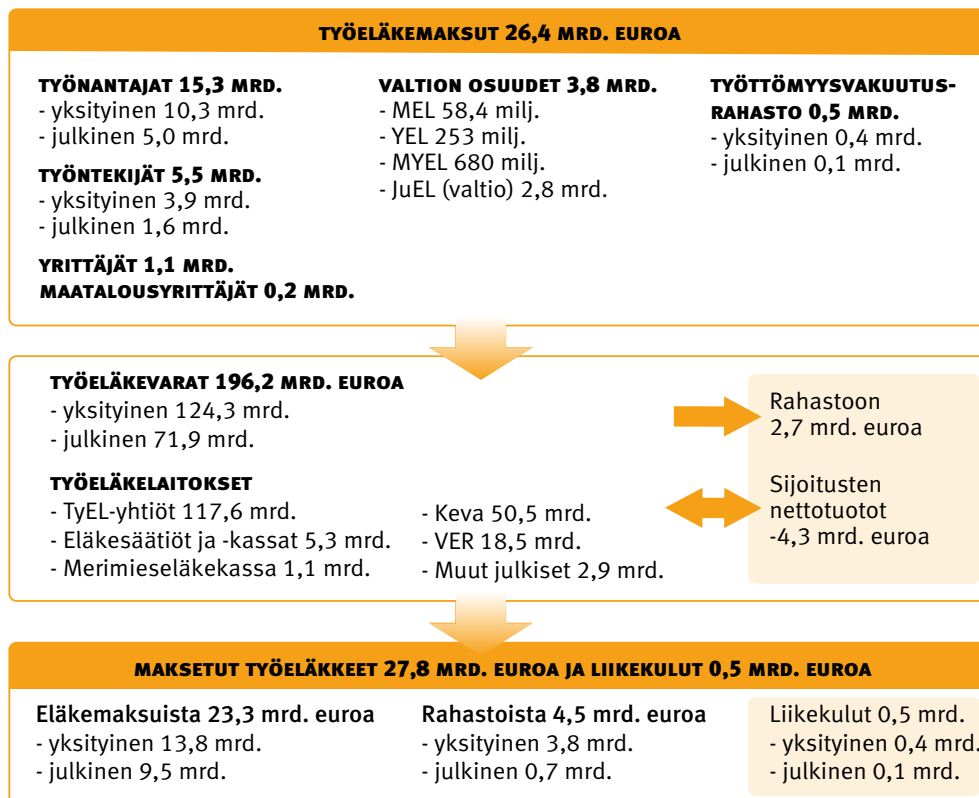 TYÖELÄKEMAKSUT 26,4 MRD. EUROA
TYÖNANTAJAT 15,3 MRD.
- yksityinen 10,3 mrd.
- julkinen 5,0 mrd.
TYÖNTEKIJÄT 5,5 MRD.
- yksityinen 3,9 mrd.
- julkinen 1,6 mrd.
YRITTÄJÄT 1,1 MRD.
MAATALOUSYRITTÄJÄT 0,2 MRD.
VALTION OSUUDET 3,8 MRD.
- MEL 58,4 milj.
- YEL 253 milj.
- MYEL 680 milj.
- JuEL (valtio) 2,8 mrd.
TYÖTTÖMYYSVAKUUTUS-
RAHASTO 0,5 MRD.
- yksityinen 0,4 mrd.
- julkinen 0,1 mrd.
TYÖELÄKEVARAT 196,2 MRD. EUROA
- yksityinen 124,3 mrd.
- julkinen 71,9 mrd.
TYÖELÄKELAITOKSET
- TyEL-yhtiöt 117,6 mrd.
- Eläkesäätiöt ja -kassat 5,3 mrd.
- Merimieseläkekassa 1,1 mrd.
- Keva 50,5 mrd.
- VER 18,5 mrd.
- Muut julkiset 2,9 mrd.
Rahastoon
2,7 mrd. euroa
Sijoitusten
nettotuotot
-4,3 mrd. euroa
MAKSETUT TYÖELÄKKEET 27,8 MRD. EUROA JA LIIKEKULUT 0,5 MRD. EUROA
Eläkemaksuista 23,3 mrd. euroa
- yksityinen 13,8 mrd.
- julkinen 9,5 mrd.
Rahastoista 4,5 mrd. euroa
- yksityinen 3,8 mrd.
- julkinen 0,7 mrd.
Liikekulut 0,5 mrd.
- yksityinen 0,4 mrd.
- julkinen 0,1 mrd.